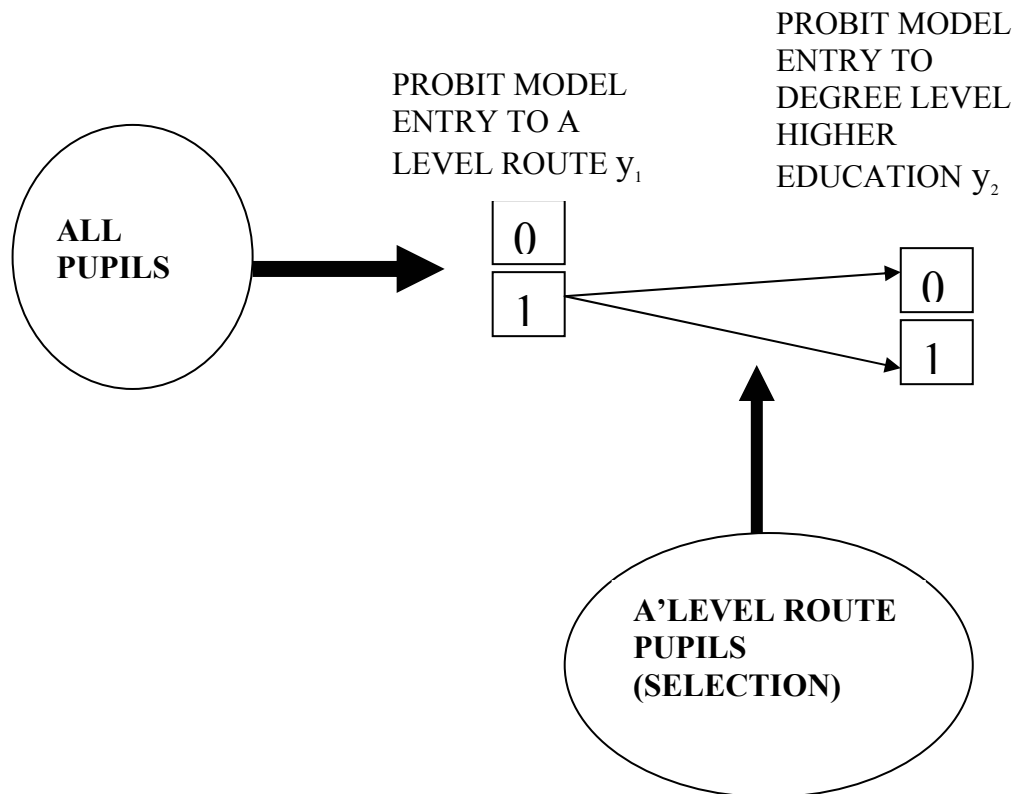 PROBIT MODEL
ENTRY TO
DEGREE LEVEL
HIGHER
EDUCATION y₂
PROBIT MODEL
ENTRY TO A
LEVEL ROUTE y₁
ALL
PUPILS
0
1
0
1
A’LEVEL ROUTE
PUPILS
(SELECTION)